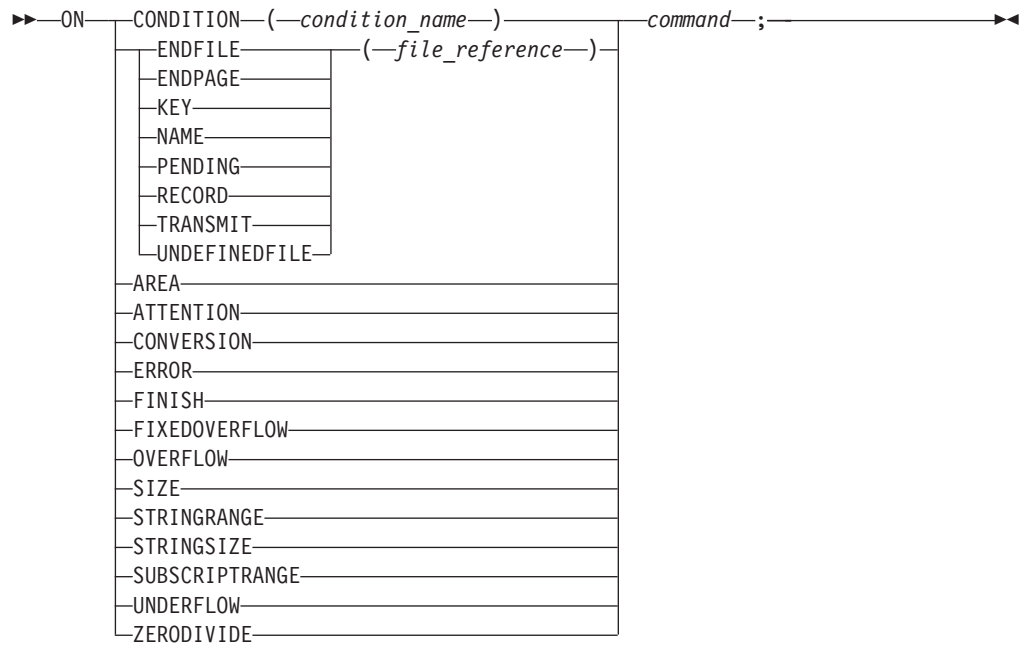 ON CONDITION ( condition_name ) command ;
ENDFILE ( file_reference )
ENDPAGE
KEY
NAME
PENDING
RECORD
TRANSMIT
UNDEFINEDFILE
AREA
ATTENTION
CONVERSION
ERROR
FINISH
FIXEDOVERFLOW
OVERFLOW
SIZE
STRINGRANGE
STRINGSIZE
SUBSCRIPTRANGE
UNDERFLOW
ZERODIVIDE